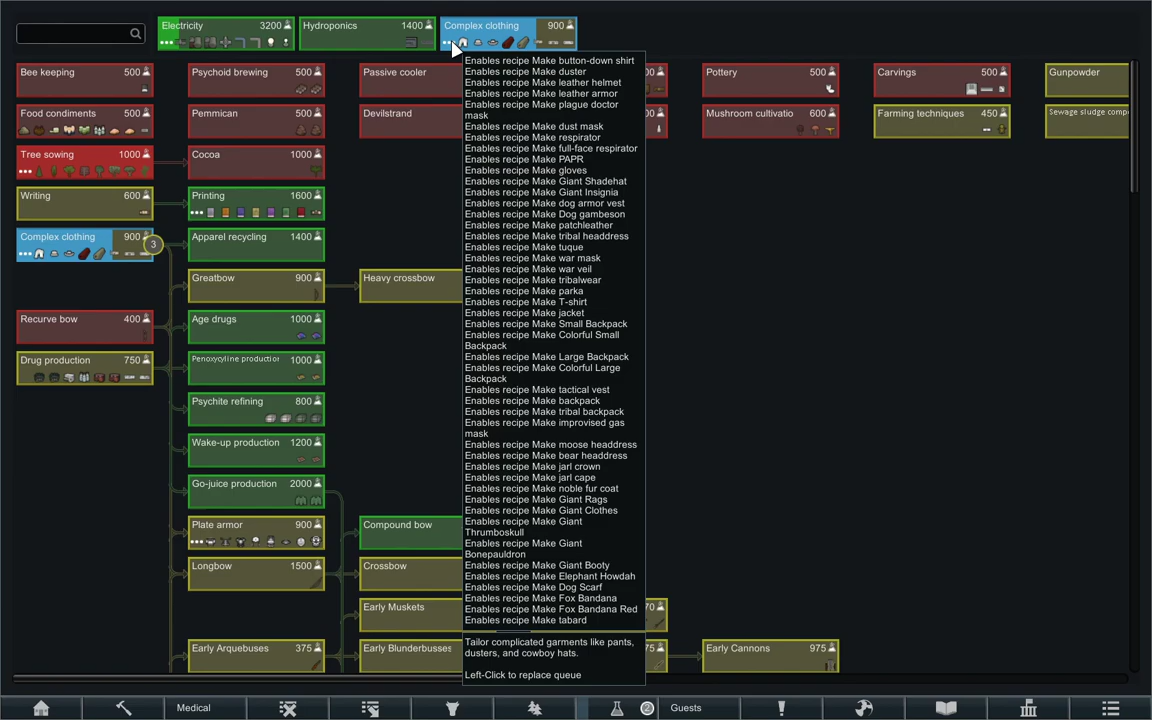 Electricity 3200
Hydroponics 1400
Complex clothing 900
Bee keeping 500
Psychoid brewing 500
Passive cooler
00
Pottery 500
Carvings 500
Gunpowder
Food condiments 500
Pemmican 500
Devilstrand
Mushroom cultivatio 600
Farming techniques 450
Sewage sludge comp
Tree sowing 1000
Cocoa 1000
Writing 600
Printing 1600
Complex clothing 900
3
Apparel recycling 1400
Greatbow 900
Heavy crossbow
Recurve bow 400
Age drugs 1000
Drug production 750
Penoxycyline production 1000
Psychite refining 800
Wake-up production 1200
Go-juice production 2000
Plate armor 900
Compound bow
Longbow 1500
Crossbow
Early Muskets
70
Early Arquebuses 375
Early Blunderbusses
Early Cannons 975
Enables recipe Make button-down shirt
Enables recipe Make duster
Enables recipe Make leather helmet
Enables recipe Make leather armor
Enables recipe Make plague doctor
mask
Enables recipe Make dust mask
Enables recipe Make respirator
Enables recipe Make full-face respirator
Enables recipe Make PAPR
Enables recipe Make gloves
Enables recipe Make Giant Shadehat
Enables recipe Make Giant Insignia
Enables recipe Make dog armor vest
Enables recipe Make Dog gambeson
Enables recipe Make patchleather
Enables recipe Make tribal headdress
Enables recipe Make tuque
Enables recipe Make war mask
Enables recipe Make war veil
Enables recipe Make tribalwear
Enables recipe Make parka
Enables recipe Make T-shirt
Enables recipe Make jacket
Enables recipe Make Small Backpack
Enables recipe Make Colorful Small
Backpack
Enables recipe Make Large Backpack
Enables recipe Make Colorful Large
Backpack
Enables recipe Make tactical vest
Enables recipe Make backpack
Enables recipe Make tribal backpack
Enables recipe Make improvised gas
mask
Enables recipe Make moose headdress
Enables recipe Make bear headdress
Enables recipe Make jarl crown
Enables recipe Make jarl cape
Enables recipe Make noble fur coat
Enables recipe Make Giant Rags
Enables recipe Make Giant Clothes
Enables recipe Make Giant
Thrumboskull
Enables recipe Make Giant
Bonepauldron
Enables recipe Make Giant Booty
Enables recipe Make Elephant Howdah
Enables recipe Make Dog Scarf
Enables recipe Make Fox Bandana
Enables recipe Make Fox Bandana Red
Enables recipe Make tabard
Tailor complicated garments like pants,
dusters, and cowboy hats.
Left-Click to replace queue
Medical
2
Guests